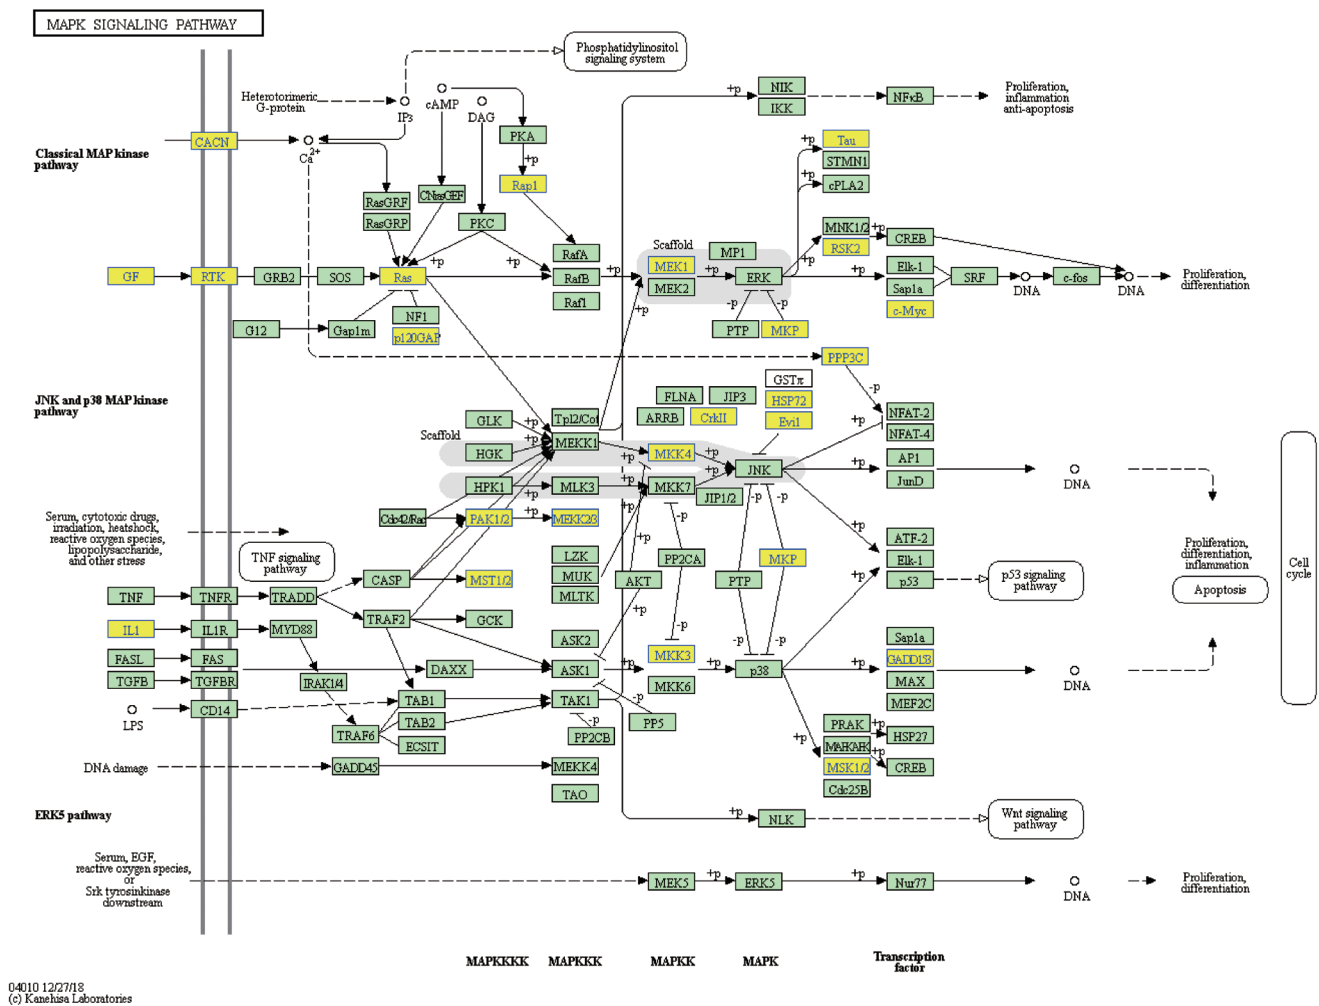 MAPK SIGNALING PATHWAY
Phosphatidylinositol
signaling system
Heterotorimeric
G-protein
IP3
cAMP
DAG
NIK
IKK
+p
NFκB
Proliferation,
inflammation
anti-apoptosis
Classical MAP kinase
pathway
CACN
Ca2+
PKA
+p
Rap1
Tau
STMN1
cPLA2
+p
+p
RasGRF
RasGRP
CNrasGEF
PKC
MNK1/2
RSK2
+p
+p
CREB
Scaffold
MP1
RafA
RafB
Raf1
GF
RTK
GRB2
SOS
Ras
+p
+p
+p
MEK1
MEK2
+p
ERK
+p
Elk-1
Sap1a
c-Myc
SRF
DNA
c-fos
DNA
Proliferation,
differentiation
G12
Gap1m
NF1
p120GAP
+p
-p
-p
PTP
MKP
PPP3C
-p
JNK and p38 MAP kinase
pathway
GSTπ
HSP72
Evi1
FLNA
JIP3
ARRB
CrkII
NFAT-2
NFAT-4
GLK
+p
Tpl2/Cot
Scaffold
HGK
+p
MEKK1
+p
MKK4
+p
JNK
+p
AP1
JunD
DNA
HPK1
+p
+p
MLK3
+p
MKK7
+p
JIP1/2
Cdc42/Rac
PAK1/2
+p
MEKK2/3
-p
-p
-p
+p
Serum, cytotoxic drugs,
irradiation, heatshock,
reactive oxygen species,
lipopolysaccharide,
and other stress
TNF signaling
pathway
LZK
MUK
MLTK
+p
PP2CA
MKP
PTP
AKT
+p
ATF-2
Elk-1
p53
p53 signaling
pathway
Proliferation,
differentiation,
inflammation
Apoptosis
Cell
cycle
CASP
MST1/2
TNF
TNFR
TRADD
TRAF2
GCK
IL1
IL1R
MYD88
ASK2
-p
-p
-p
+p
Sap1a
GADD153
MAX
MEF2C
DNA
FASL
FAS
DAXX
ASK1
+p
MKK3
MKK6
+p
p38
+p
TGFB
TGFBR
IRAK1/4
TAB1
TAB2
ECSIT
TAK1
-p
PP5
LPS
CD14
TRAF6
-p
PP2CB
+p
PRAK
+p
HSP27
+p
MSK1/2
CREB
Cdc25B
DNA damage
GADD45
MEKK4
TAO
ERK5 pathway
+p
NLK
Wnt signaling
pathway
Serum, EGF,
reactive oxygen species,
or
Srk tyrosinkinase
downstream
MEK5
+p
ERK5
+p
Nur77
DNA
Proliferation,
differentiation
MAPKKKK
MAPKKK
MAPKK
MAPK
Transcription
factor
04010 12/27/18
(c) Kanehisa Laboratories